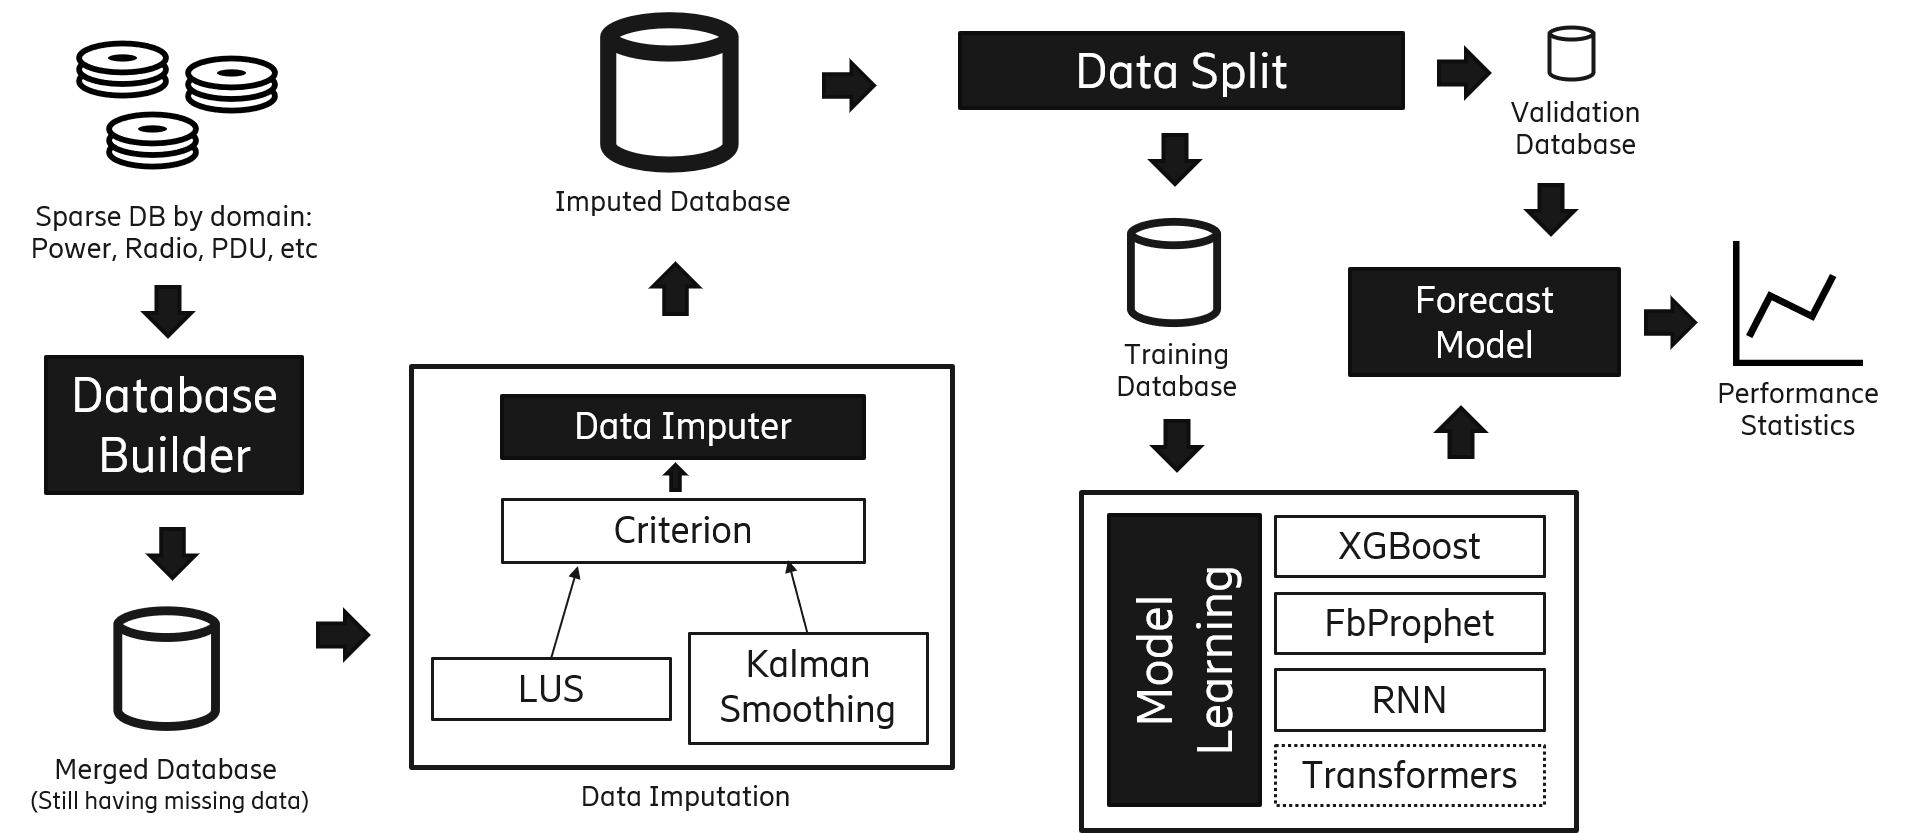 Sparse DB by domain:
Power, Radio, PDU, etc
Database
Builder
Merged Database
(Still having missing data)
Data Imputer
Criterion
LUS
Kalman
Smoothing
Data Imputation
Imputed Database
Data Split
Validation
Database
Training
Database
Model
Learning
XGBoost
FbProphet
RNN
Transformers
Forecast
Model
Performance
Statistics